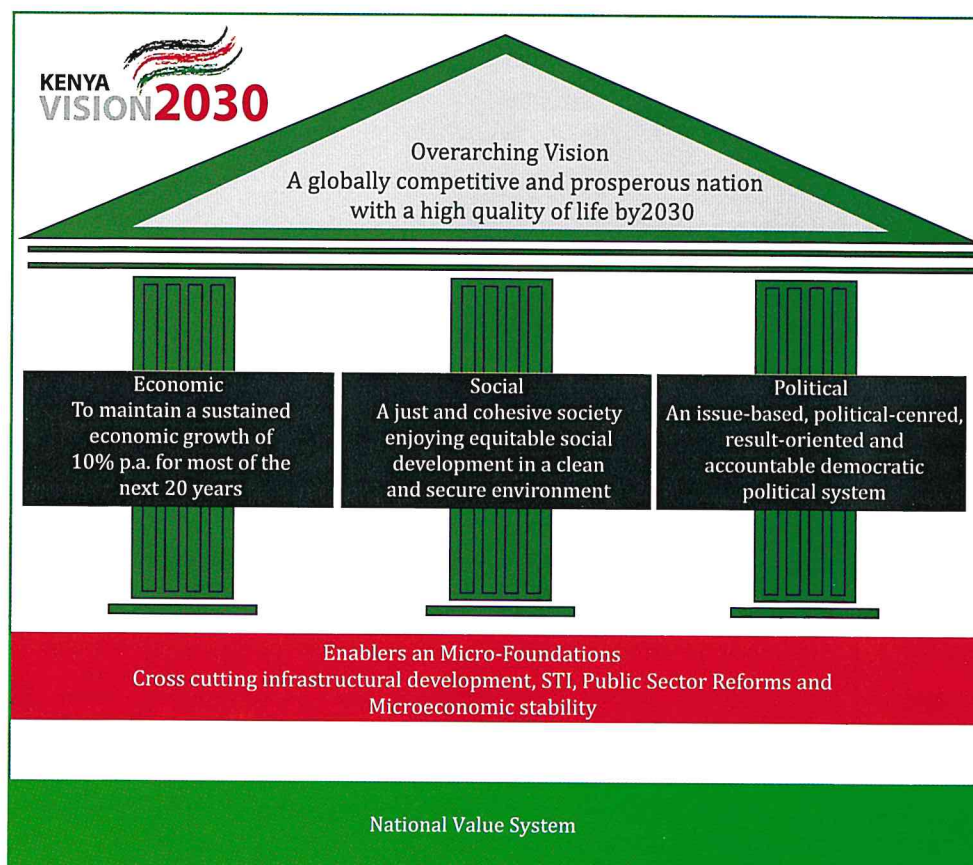 KENYA
VISION2030
Overarching Vision
A globally competitive and prosperous nation
with a high quality of life by2030
Economic
To maintain a sustained
economic growth of
10% p.a. for most of the
next 20 years
Social
A just and cohesive society
enjoying equitable social
development in a clean
and secure environment
Political
An issue-based, political-cenred,
result-oriented and
accountable democratic
political system
Enablers an Micro-Foundations
Cross cutting infrastructural development, STI, Public Sector Reforms and
Microeconomic stability
National Value System